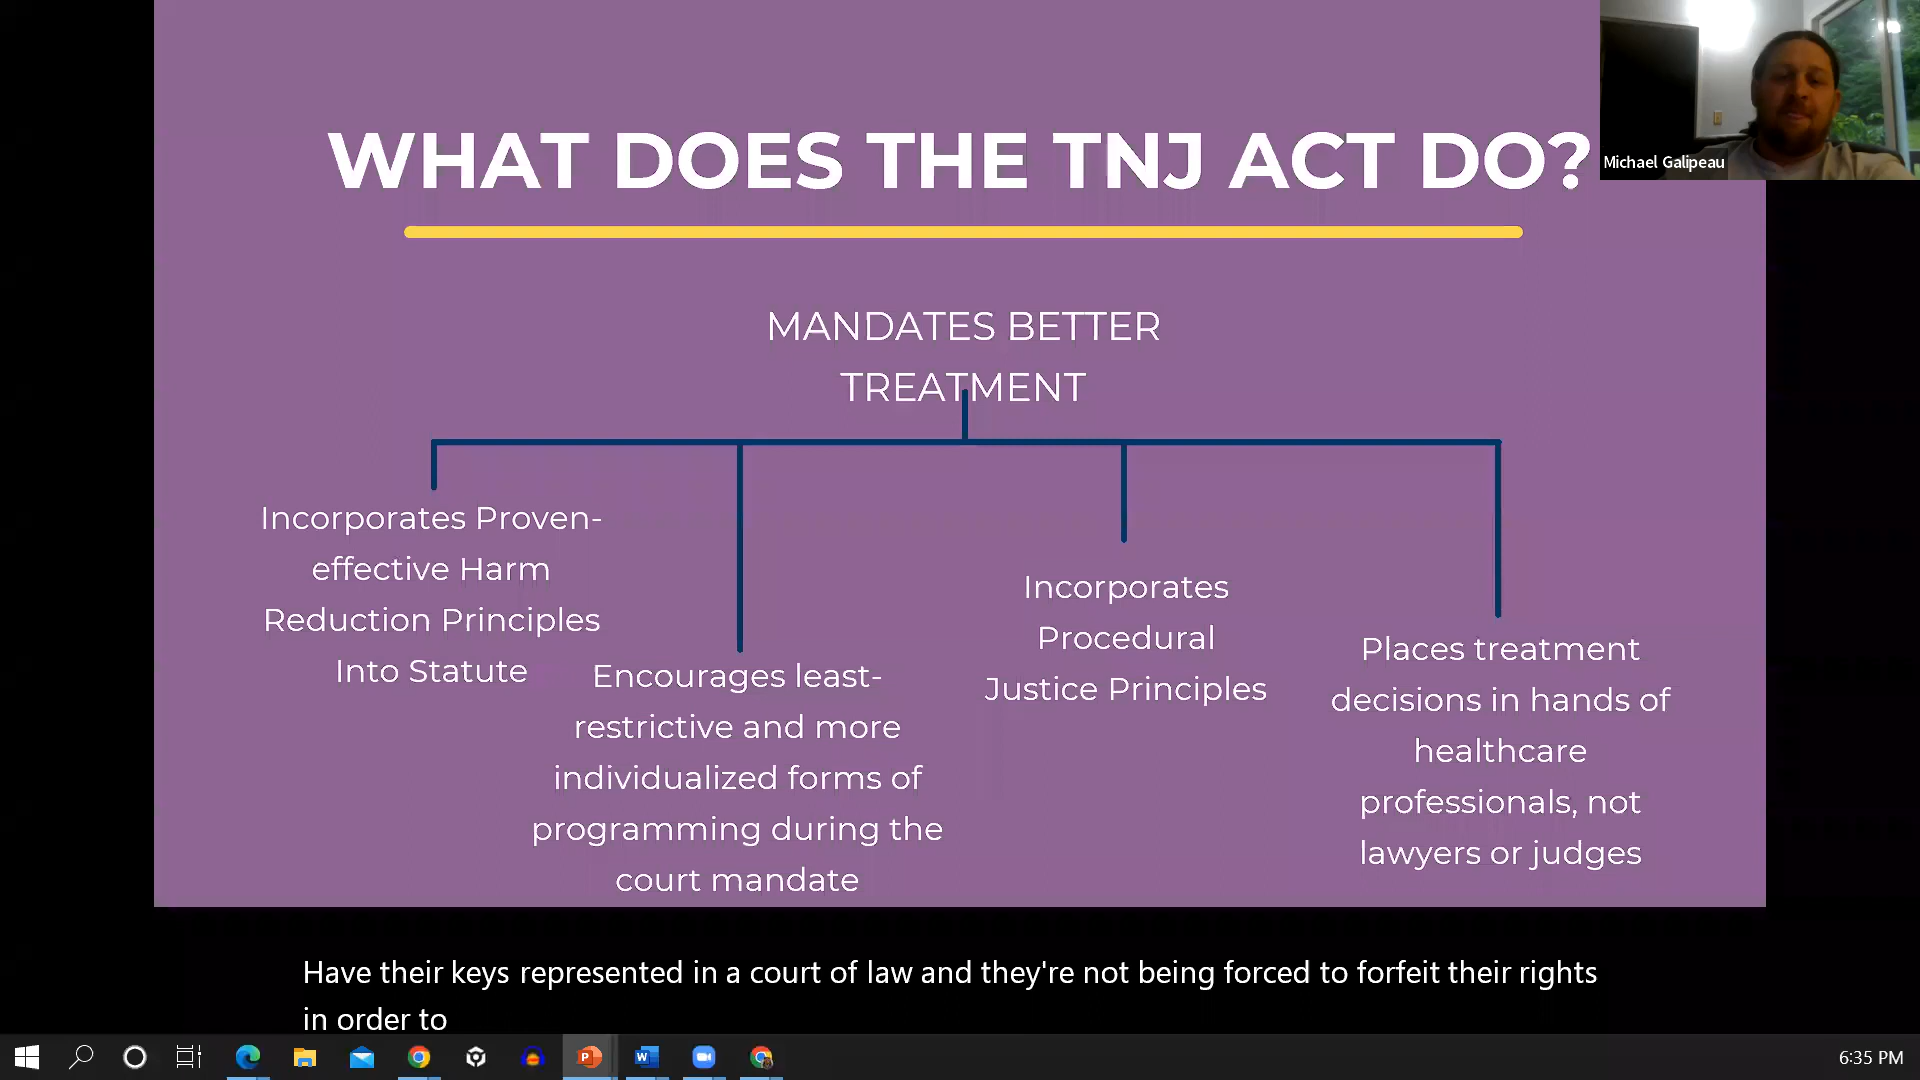 WHAT DOES THE TNJ ACT DO?
Michael Galipeau
MANDATES BETTER
TREATMENT
Incorporates Proven-
effective Harm
Reduction Principles
Into Statute
Encourages least-
restrictive and more
individualized forms of
programming during the
court mandate
Incorporates
Procedural
Justice Principles
Places treatment
decisions in hands of
healthcare
professionals, not
lawyers or judges
Have their keys represented in a court of law and they're not being forced to forfeit their rights
in order to
6:35 PM